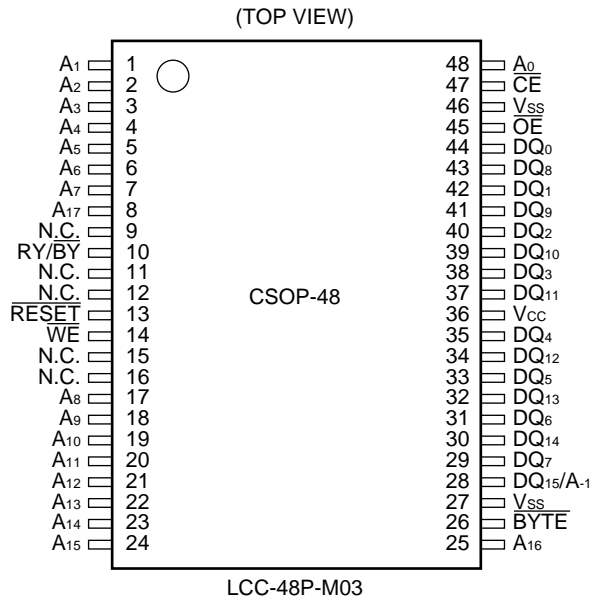 (TOP VIEW)
A1 1 48 A0
A2 2 47 CE
A3 3 46 VSS
A4 4 45 OE
A5 5 44 DQ0
A6 6 43 DQ8
A7 7 42 DQ1
A17 8 41 DQ9
N.C. 9 40 DQ2
RY/BY 10 39 DQ10
N.C. 11 38 DQ3
N.C. 12 37 DQ11
CSOP-48
RESET 13 36 VCC
WE 14 35 DQ4
N.C. 15 34 DQ12
N.C. 16 33 DQ5
A8 17 32 DQ13
A9 18 31 DQ6
A10 19 30 DQ14
A11 20 29 DQ7
A12 21 28 DQ15/A-1
A13 22 27 VSS
A14 23 26 BYTE
A15 24 25 A16
LCC-48P-M03